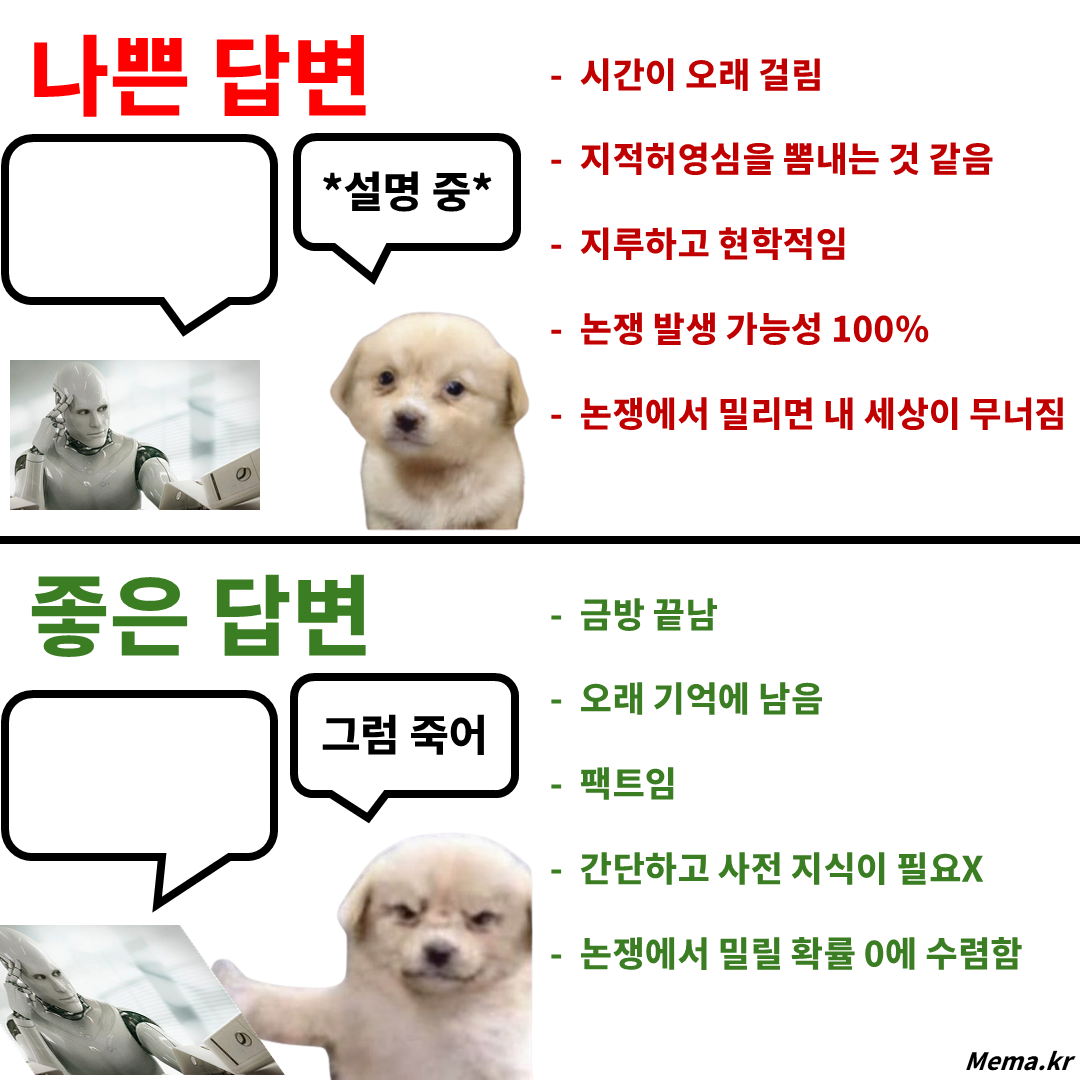 나쁜 답변
*설명 중*
- 시간이 오래 걸림
- 지적허영심을 뽐내는 것 같음
- 지루하고 현학적임
- 논쟁 발생 가능성 100%
- 논쟁에서 밀리면 내 세상이 무너짐
좋은 답변
그럼 죽어
- 금방 끝남
- 오래 기억에 남음
- 팩트임
- 간단하고 사전 지식이 필요X
- 논쟁에서 밀릴 확률 0에 수렴함
Mema.kr